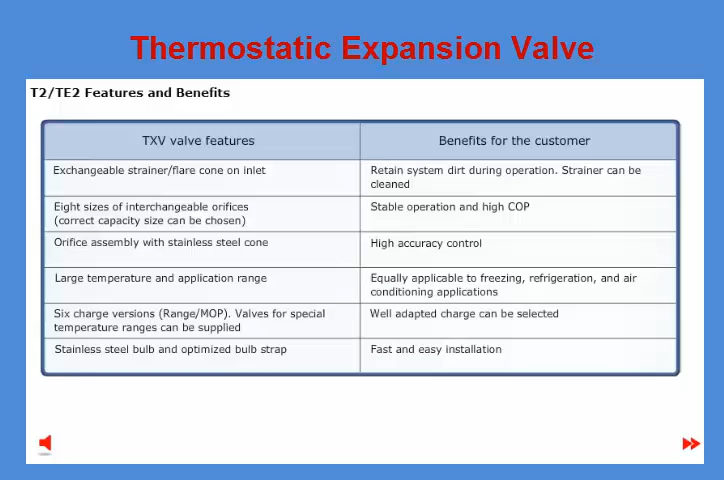 Thermostatic Expansion Valve
T2/TE2 Features and Benefits
TXV valve features
Benefits for the customer
Exchangeable strainer/flare cone on inlet
Retain system dirt during operation. Strainer can be
cleaned
Eight sizes of interchangeable orifices
(correct capacity size can be chosen)
Stable operation and high COP
Orifice assembly with stainless steel cone
High accuracy control
Large temperature and application range
Equally applicable to freezing, refrigeration, and air
conditioning applications
Six charge versions (Range/MOP). Valves for special
temperature ranges can be supplied
Well adapted charge can be selected
Stainless steel bulb and optimized bulb strap
Fast and easy installation